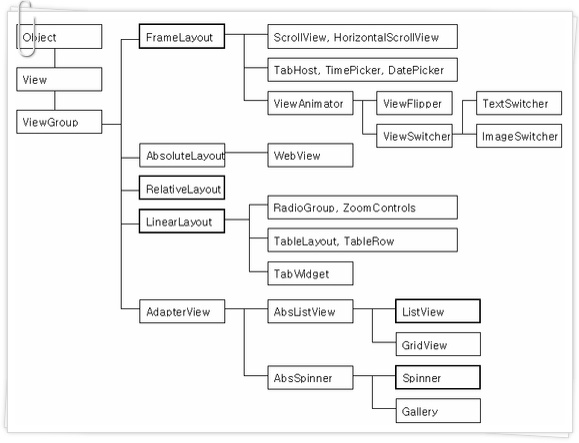 Object
View
ViewGroup
FrameLayout
ScrollView, HorizontalScrollView
TabHost, TimePicker, DatePicker
ViewAnimator
ViewFlipper
TextSwitcher
ViewSwitcher
ImageSwitcher
AbsoluteLayout
WebView
RelativeLayout
LinearLayout
RadioGroup, ZoomControls
TableLayout, TableRow
TabWidget
AdapterView
AbsListView
ListView
GridView
AbsSpinner
Spinner
Gallery